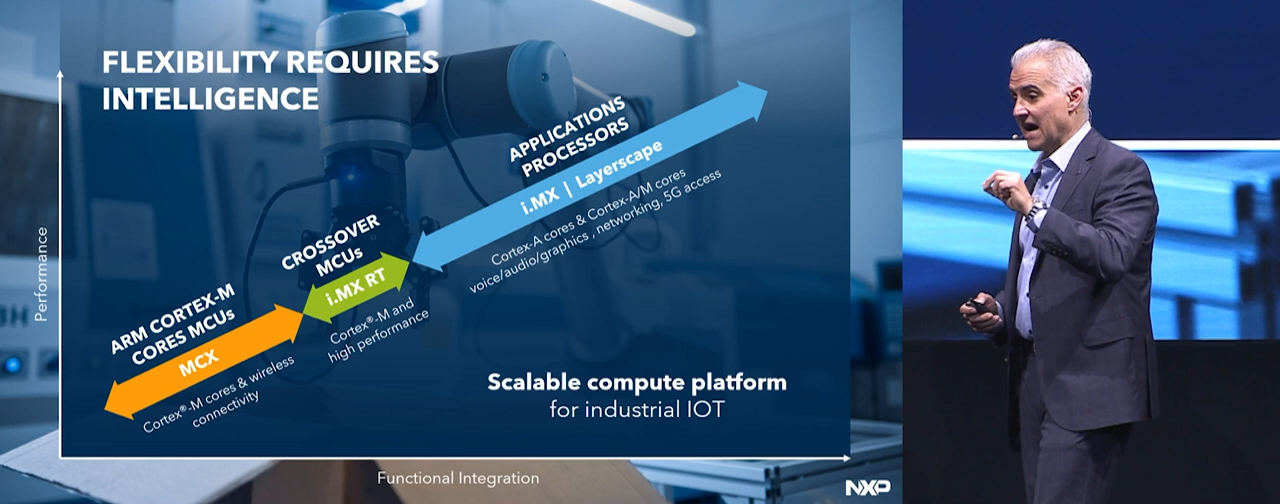 FLEXIBILITY REQUIRES
INTELLIGENCE
APPLICATIONS
PROCESSORS
i.MX | Layerscape
Cortex-A cores & Cortex-A/M cores
voice/audio/graphics , networking, 5G access
CROSSOVER
MCUs
i.MX RT
Cortex®-M and
high performance
ARM CORTEX-M
CORES MCUs
MCX
Cortex®-M cores & wireless
connectivity
Performance
Scalable compute platform
for industrial IOT
Functional Integration
NXP